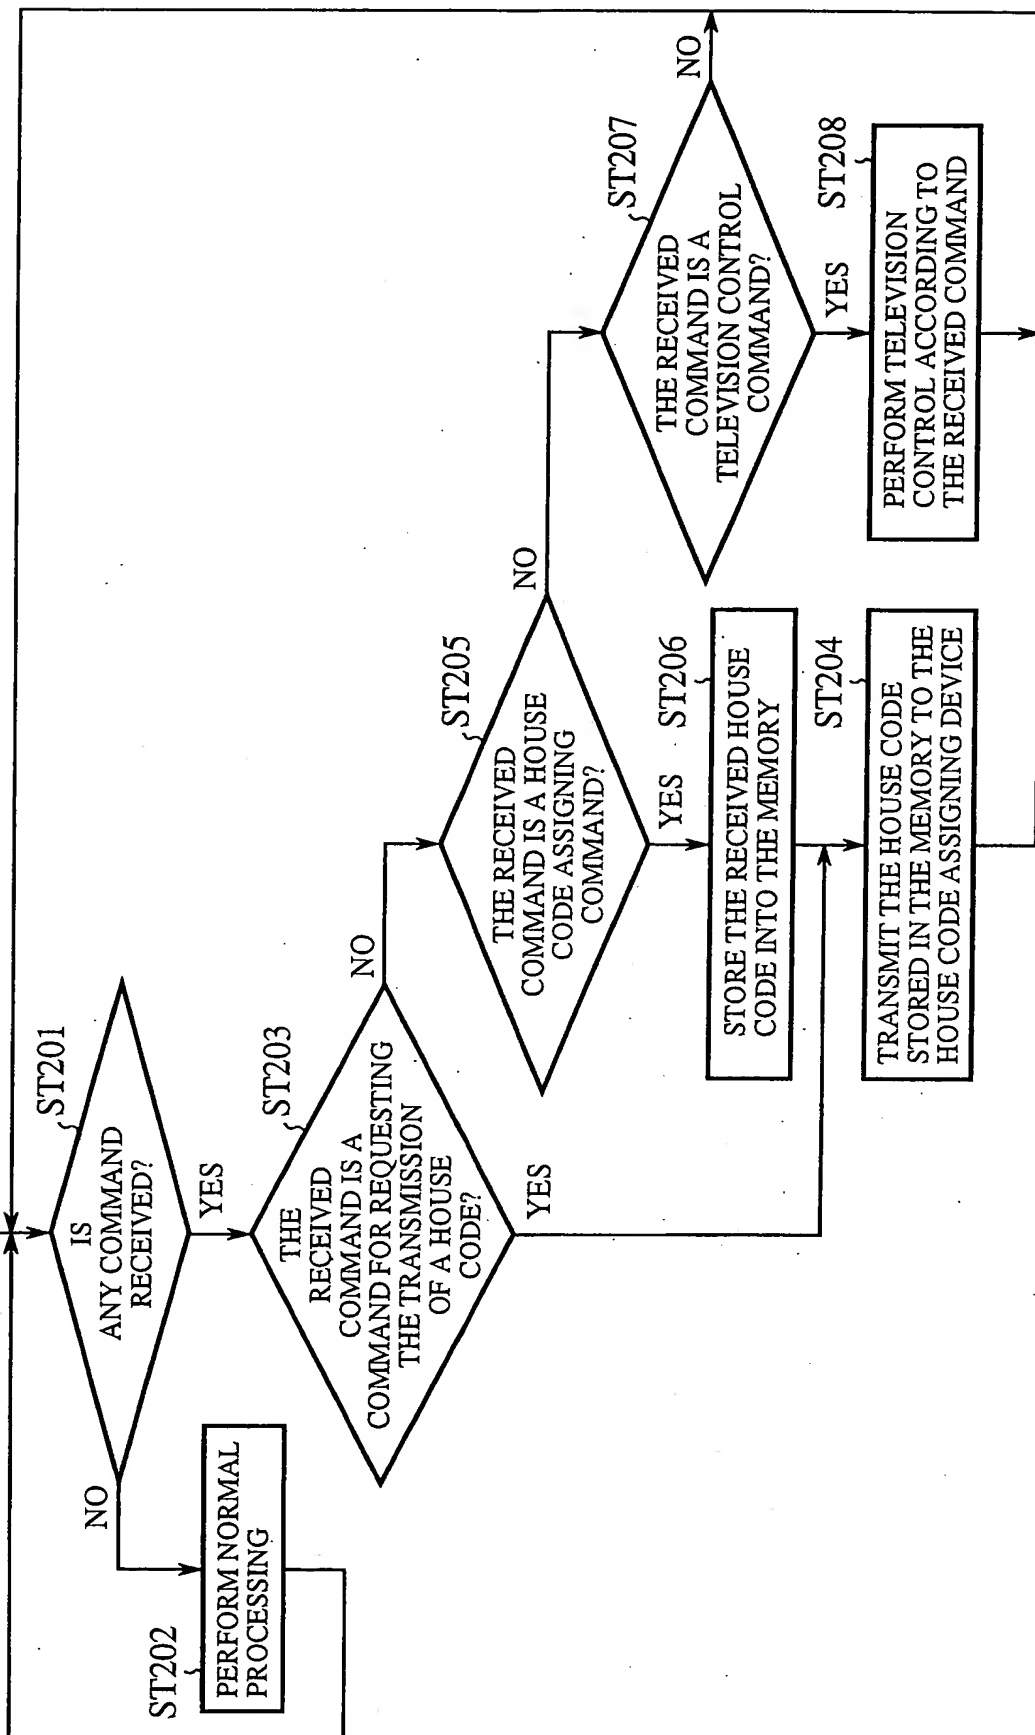 ST201
IS
ANY COMMAND
RECEIVED?
NO
YES
ST202
PERFORM NORMAL
PROCESSING
ST203
THE
RECEIVED
COMMAND IS A
COMMAND FOR REQUESTING
THE TRANSMISSION
OF A HOUSE
CODE?
NO
YES
ST205
THE RECEIVED
COMMAND IS A HOUSE
CODE ASSIGNING
COMMAND?
NO
YES
ST206
STORE THE RECEIVED HOUSE
CODE INTO THE MEMORY
ST204
TRANSMIT THE HOUSE CODE
STORED IN THE MEMORY TO THE
HOUSE CODE ASSIGNING DEVICE
ST207
THE RECEIVED
COMMAND IS A
TELEVISION CONTROL
COMMAND?
NO
YES
ST208
PERFORM TELEVISION
CONTROL ACCORDING TO
THE RECEIVED COMMAND